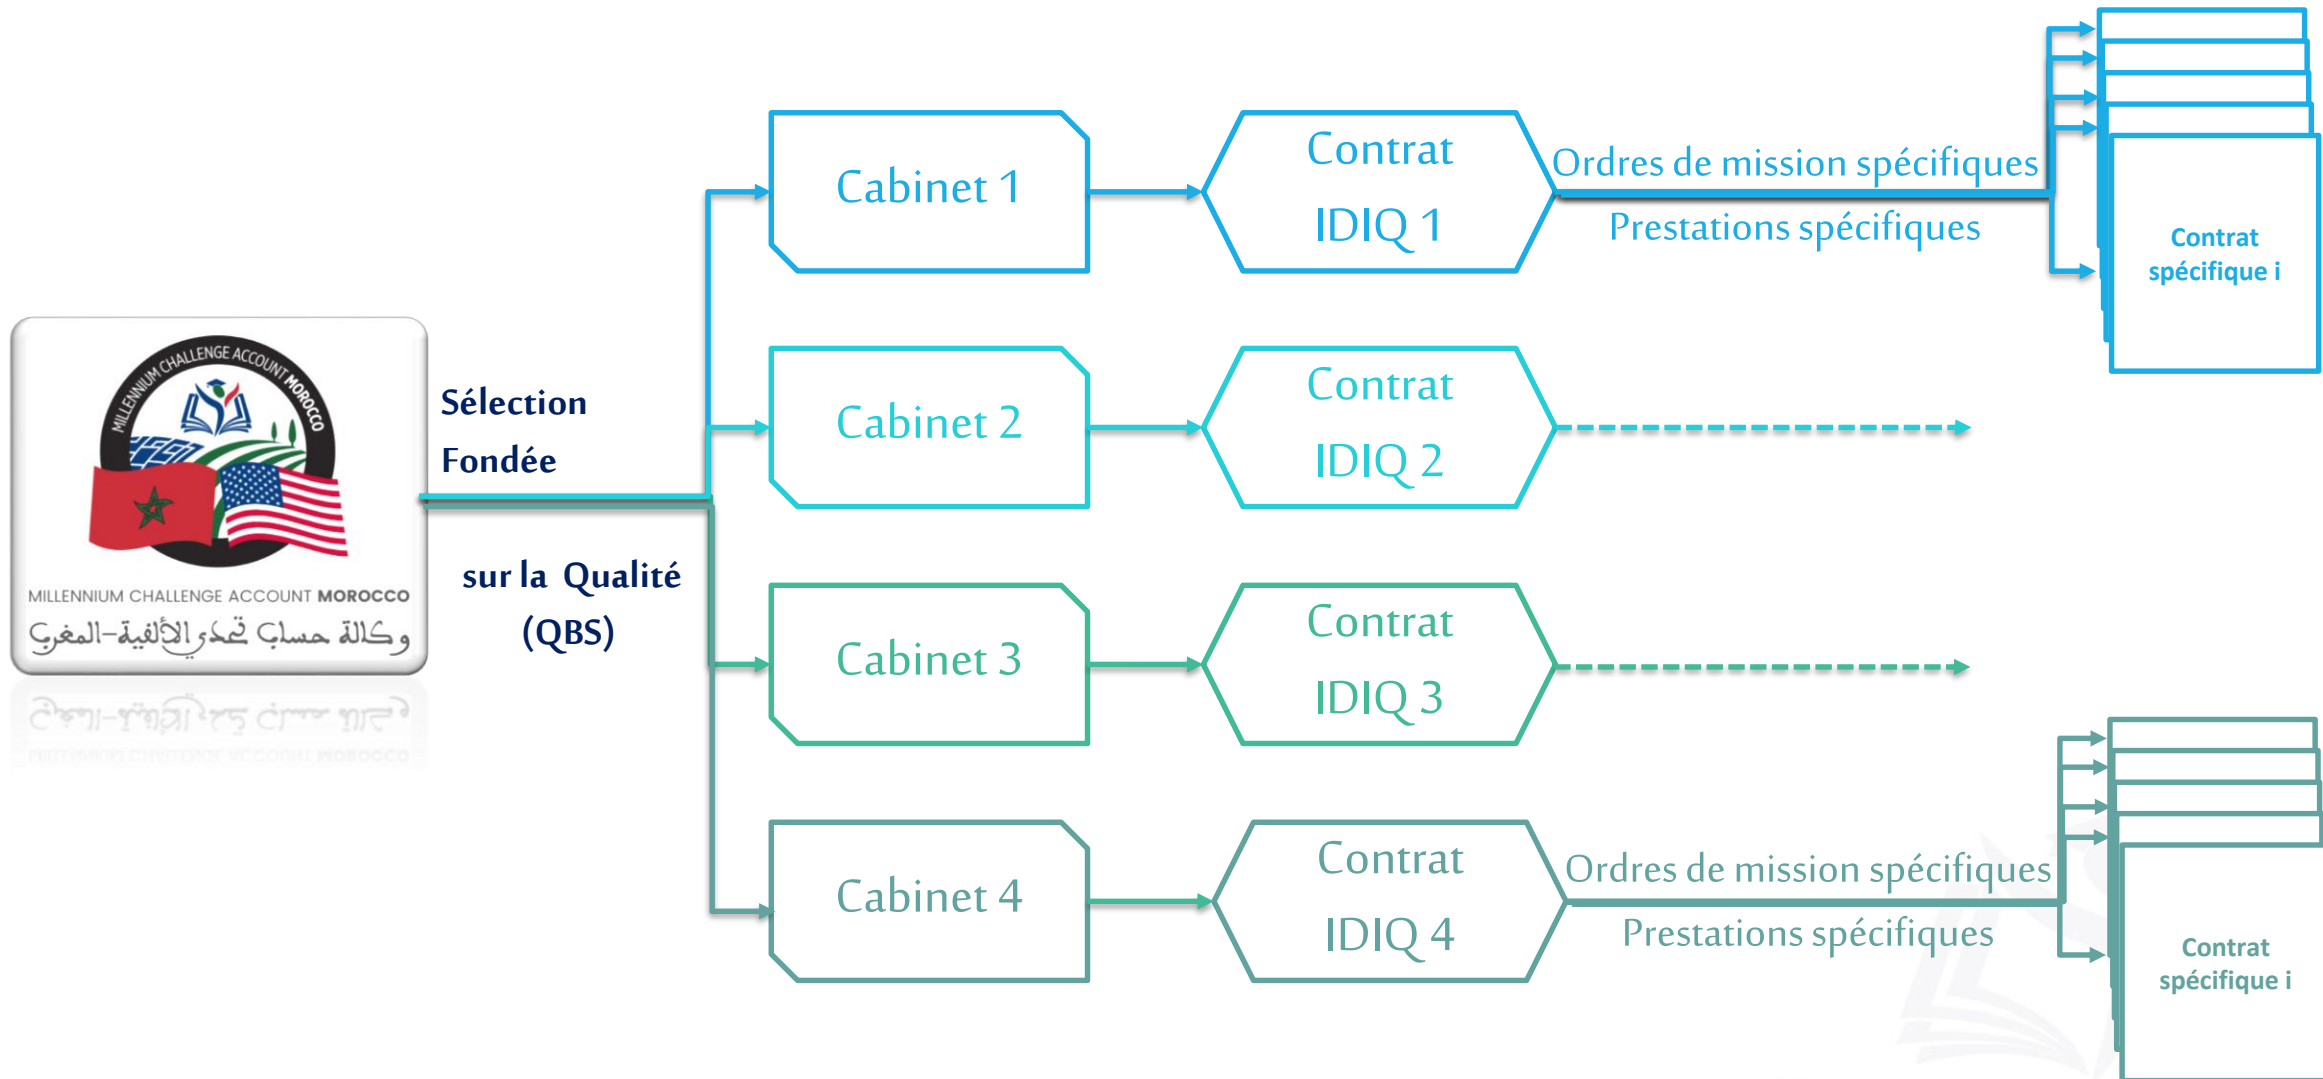 MILLENNIUM CHALLENGE ACCOUNT MOROCCO
MILLENNIUM CHALLENGE ACCOUNT MOROCCO
وكالة حساب تحدي الألفية-المغرب
Sélection
Fondée
sur la Qualité
(QBS)
Cabinet 1
Contrat
IDIQ 1
Ordres de mission spécifiques
Prestations spécifiques
Contrat
spécifique i
Cabinet 2
Contrat
IDIQ 2
Cabinet 3
Contrat
IDIQ 3
Cabinet 4
Contrat
IDIQ 4
Ordres de mission spécifiques
Prestations spécifiques
Contrat
spécifique i